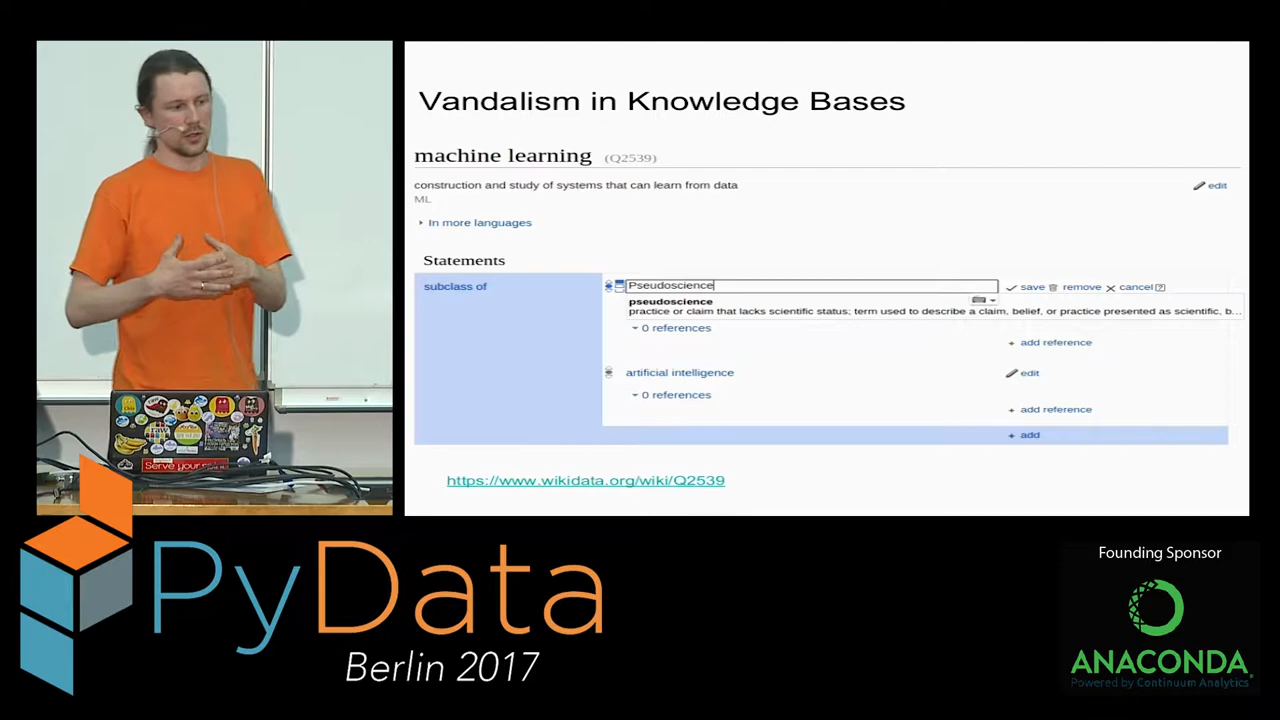 Vandalism in Knowledge Bases
machine learning (Q2539)
construction and study of systems that can learn from data
edit
ML
In more languages
Statements
subclass of
Pseudoscience
save remove cancel
pseudoscience
practice or claim that lacks scientific status; term used to describe a claim, belief, or practice presented as scientific, b...
0 references
+ add reference
artificial intelligence
edit
0 references
+ add reference
+ add
https://www.wikidata.org/wiki/Q2539
raw
Serve your
PyData
Berlin 2017
Founding Sponsor
ANACONDA
Powered by Continuum Analytics